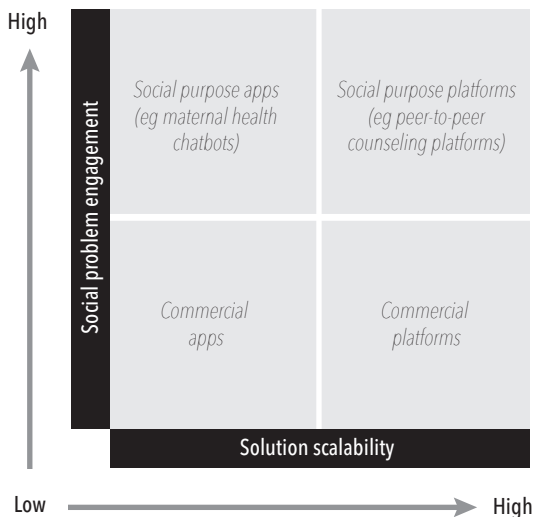 High
Social problem engagement
Social purpose apps
(eg maternal health
chatbots)
Social purpose platforms
(eg peer-to-peer
counseling platforms)
Commercial
apps
Commercial
platforms
Solution scalability
Low
High